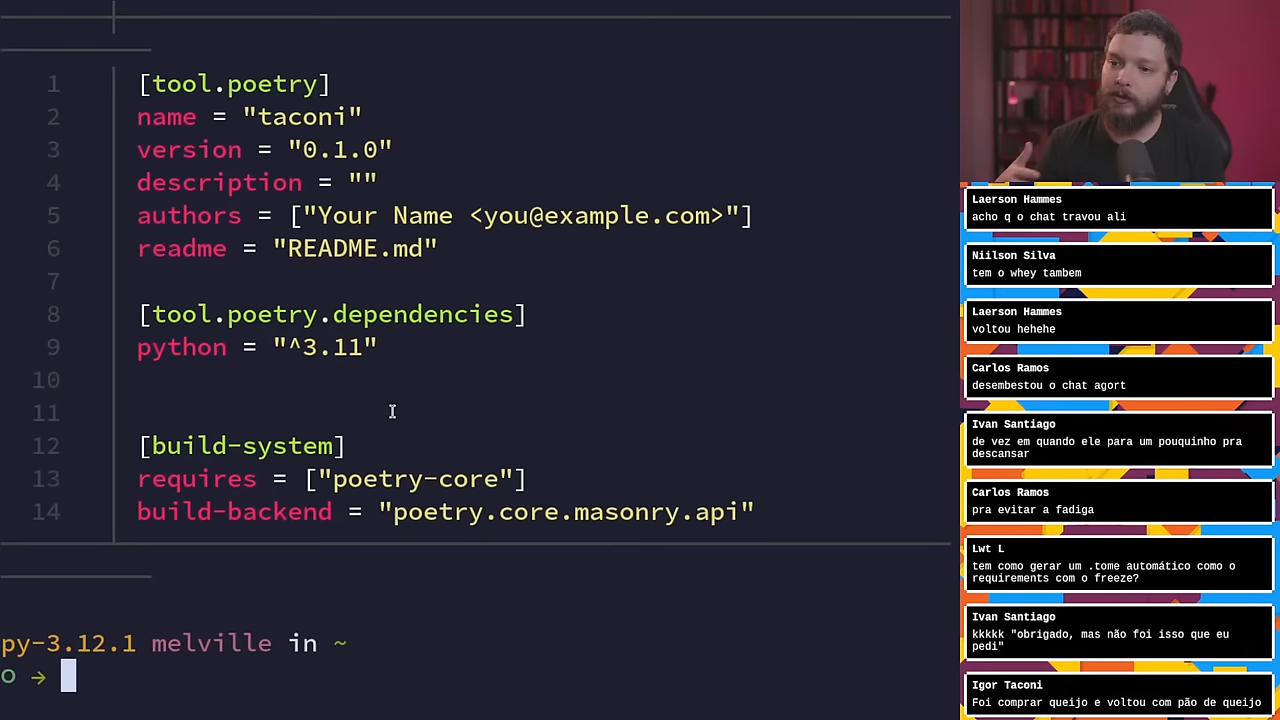 1 [tool.poetry]
2 name = "taconi"
3 version = "0.1.0"
4 description = ""
5 authors = ["Your Name <you@example.com>"]
6 readme = "README.md"
7
8 [tool.poetry.dependencies]
9 python = "^3.11"
10
11
12 [build-system]
13 requires = ["poetry-core"]
14 build-backend = "poetry.core.masonry.api"
py-3.12.1 melville in ~
o →
Laerson Hammes
acho q o chat travou ali
Niilson Silva
tem o whey tambem
Laerson Hammes
voltou hehehe
Carlos Ramos
desembestou o chat agort
Ivan Santiago
de vez em quando ele para um pouquinho pra
descansar
Carlos Ramos
pra evitar a fadiga
Lwt L
tem como gerar um .tome automático como o
requirements com o freeze?
Ivan Santiago
kkkkk "obrigado, mas não foi isso que eu
pedi"
Igor Taconi
Foi comprar queijo e voltou com pão de queijo